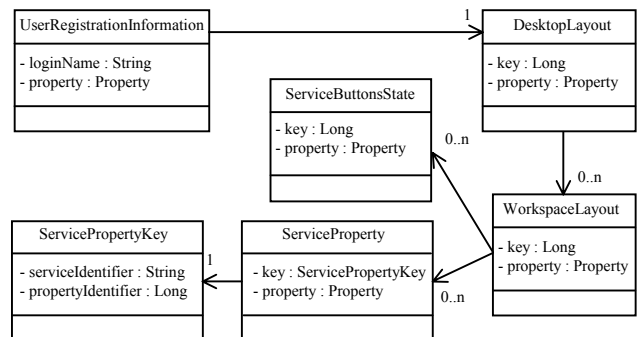 UserRegistrationInformation
- loginName : String
- property : Property
1
DesktopLayout
- key : Long
- property : Property
ServiceButtonsState
- key : Long
- property : Property
0..n
0..n
WorkspaceLayout
- key : Long
- property : Property
ServicePropertyKey
- serviceIdentifier : String
- propertyIdentifier : Long
1
ServiceProperty
- key : ServicePropertyKey
- property : Property
0..n